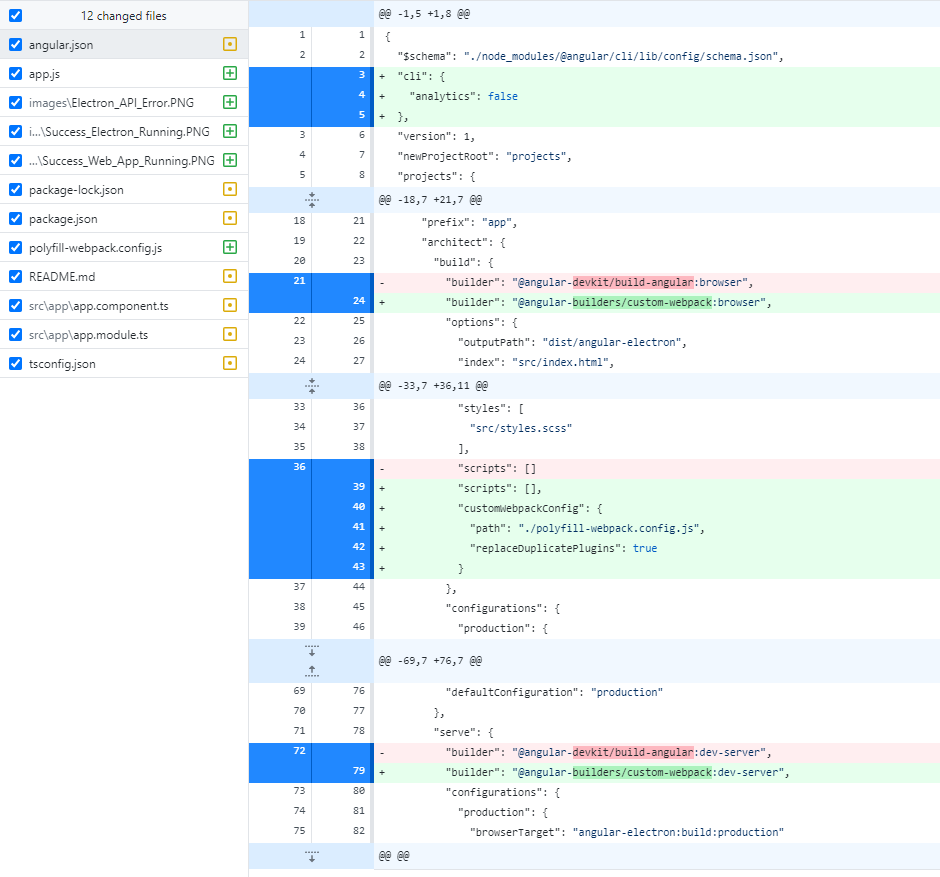 12 changed files
angular.json
app.js
images\Electron_API_Error.PNG
i...\Success_Electron_Running.PNG
...\Success_Web_App_Running.PNG
package-lock.json
package.json
polyfill-webpack.config.js
README.md
src\app\app.component.ts
src\app\app.module.ts
tsconfig.json
@@ -1,5 +1,8 @@
1 1 {
2 2 "$schema": "./node_modules/@angular/cli/lib/config/schema.json",
3 + "cli": {
4 + "analytics": false
5 + },
3 6 "version": 1,
4 7 "newProjectRoot": "projects",
5 8 "projects": {
@@ -18,7 +21,7 @@
18 21 "prefix": "app",
19 22 "architect": {
20 23 "build": {
21 - "builder": "@angular-devkit/build-angular:browser",
24 + "builder": "@angular-builders/custom-webpack:browser",
22 25 "options": {
23 26 "outputPath": "dist/angular-electron",
24 27 "index": "src/index.html",
@@ -33,7 +36,11 @@
33 36 "styles": [
34 37 "src/styles.scss"
35 38 ],
36 - "scripts": []
39 + "scripts": [],
40 + "customWebpackConfig": {
41 + "path": "./polyfill-webpack.config.js",
42 + "replaceDuplicatePlugins": true
43 + }
37 44 },
38 45 "configurations": {
39 46 "production": {
@@ -69,7 +76,7 @@
69 76 "defaultConfiguration": "production"
70 77 },
71 78 "serve": {
72 - "builder": "@angular-devkit/build-angular:dev-server",
79 + "builder": "@angular-builders/custom-webpack:dev-server",
73 80 "configurations": {
74 81 "production": {
75 82 "browserTarget": "angular-electron:build:production"
@@ @@